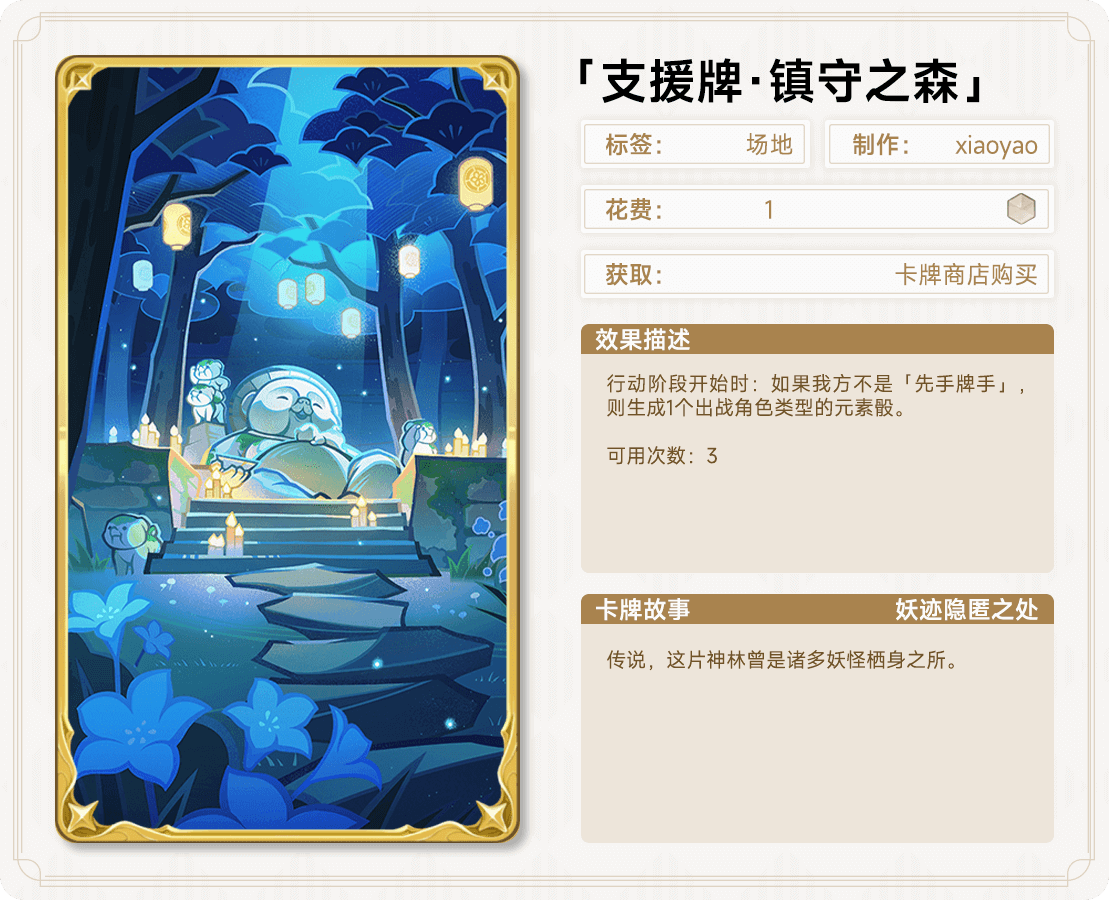 「支援牌·镇守之森」
标签： 场地 制作： xiaoyao
花费： 1
获取： 卡牌商店购买
效果描述
行动阶段开始时：如果我方不是「先手牌手」，
则生成1个出战角色类型的元素骰。
可用次数：3
卡牌故事 妖迹隐匿之处
传说，这片神林曾是诸多妖怪栖身之所。